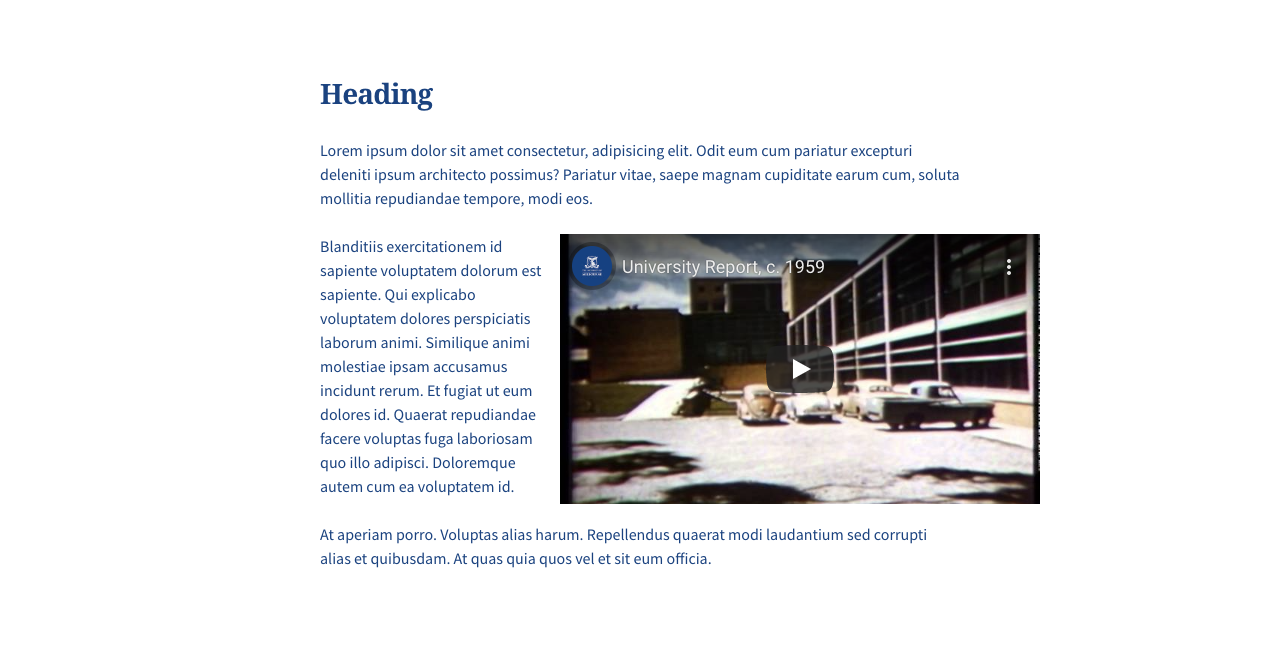 Heading
Lorem ipsum dolor sit amet consectetur, adipisicing elit. Odit eum cum pariatur excepturi
deleniti ipsum architecto possimus? Pariatur vitae, saepe magnam cupiditate earum cum, soluta
mollitia repudiandae tempore, modi eos.
Blanditiis exercitationem id
sapiente voluptatem dolorum est
sapiente. Qui explicabo
voluptatem dolores perspiciatis
laborum animi. Similique animi
molestiae ipsam accusamus
incidunt rerum. Et fugiat ut eum
dolores id. Quaerat repudiandae
facere voluptas fuga laboriosam
quo illo adipisci. Doloremque
autem cum ea voluptatem id.
University Report, c. 1959
At aperiam porro. Voluptas alias harum. Repellendus quaerat modi laudantium sed corrupti
alias et quibusdam. At quas quia quos vel et sit eum officia.